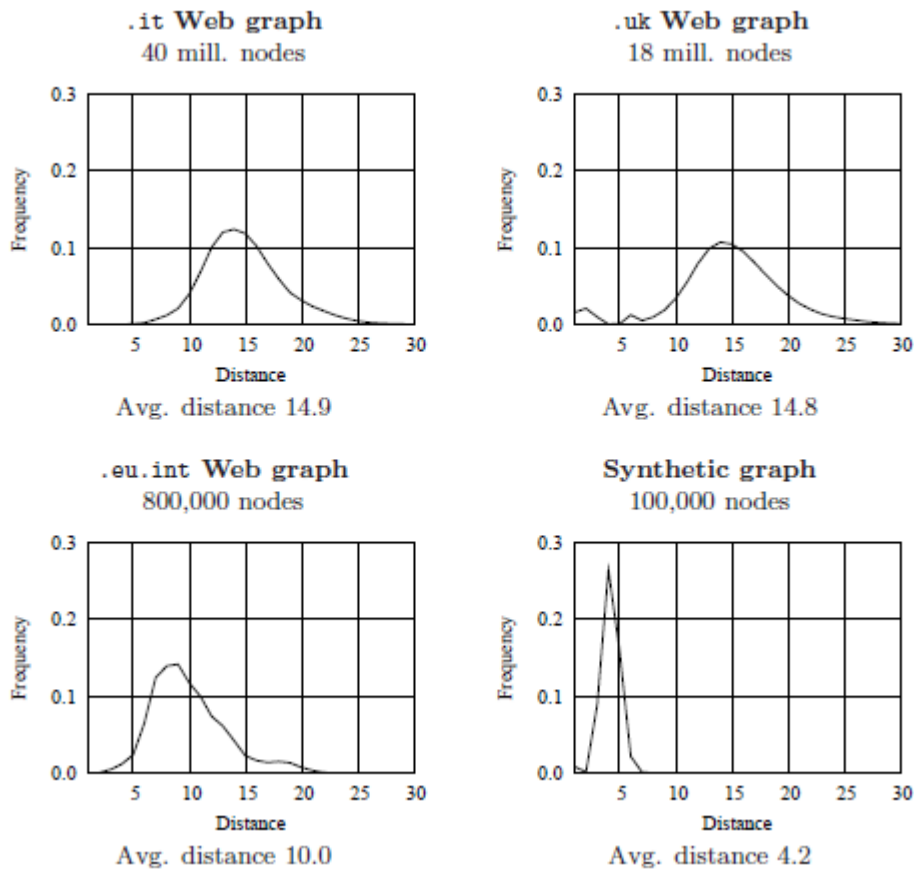 .it Web graph
40 mill. nodes
0.3
0.2
0.1
0.0
Frequency
5 10 15 20 25 30
Distance
Avg. distance 14.9
.uk Web graph
18 mill. nodes
0.3
0.2
0.1
0.0
Frequency
5 10 15 20 25 30
Distance
Avg. distance 14.8
.eu.int Web graph
800,000 nodes
0.3
0.2
0.1
0.0
Frequency
5 10 15 20 25 30
Distance
Avg. distance 10.0
Synthetic graph
100,000 nodes
0.3
0.2
0.1
0.0
Frequency
5 10 15 20 25 30
Distance
Avg. distance 4.2